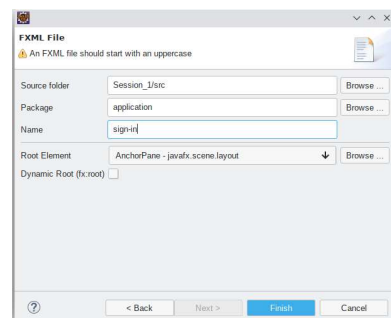 FXML File
An FXML file should start with an uppercase
Source folder Session_1/src Browse ...
Package application Browse ...
Name sign-in
Root Element AnchorPane - javafx.scene.layout Browse ...
Dynamic Root (fx:root)
? < Back Next > Finish Cancel